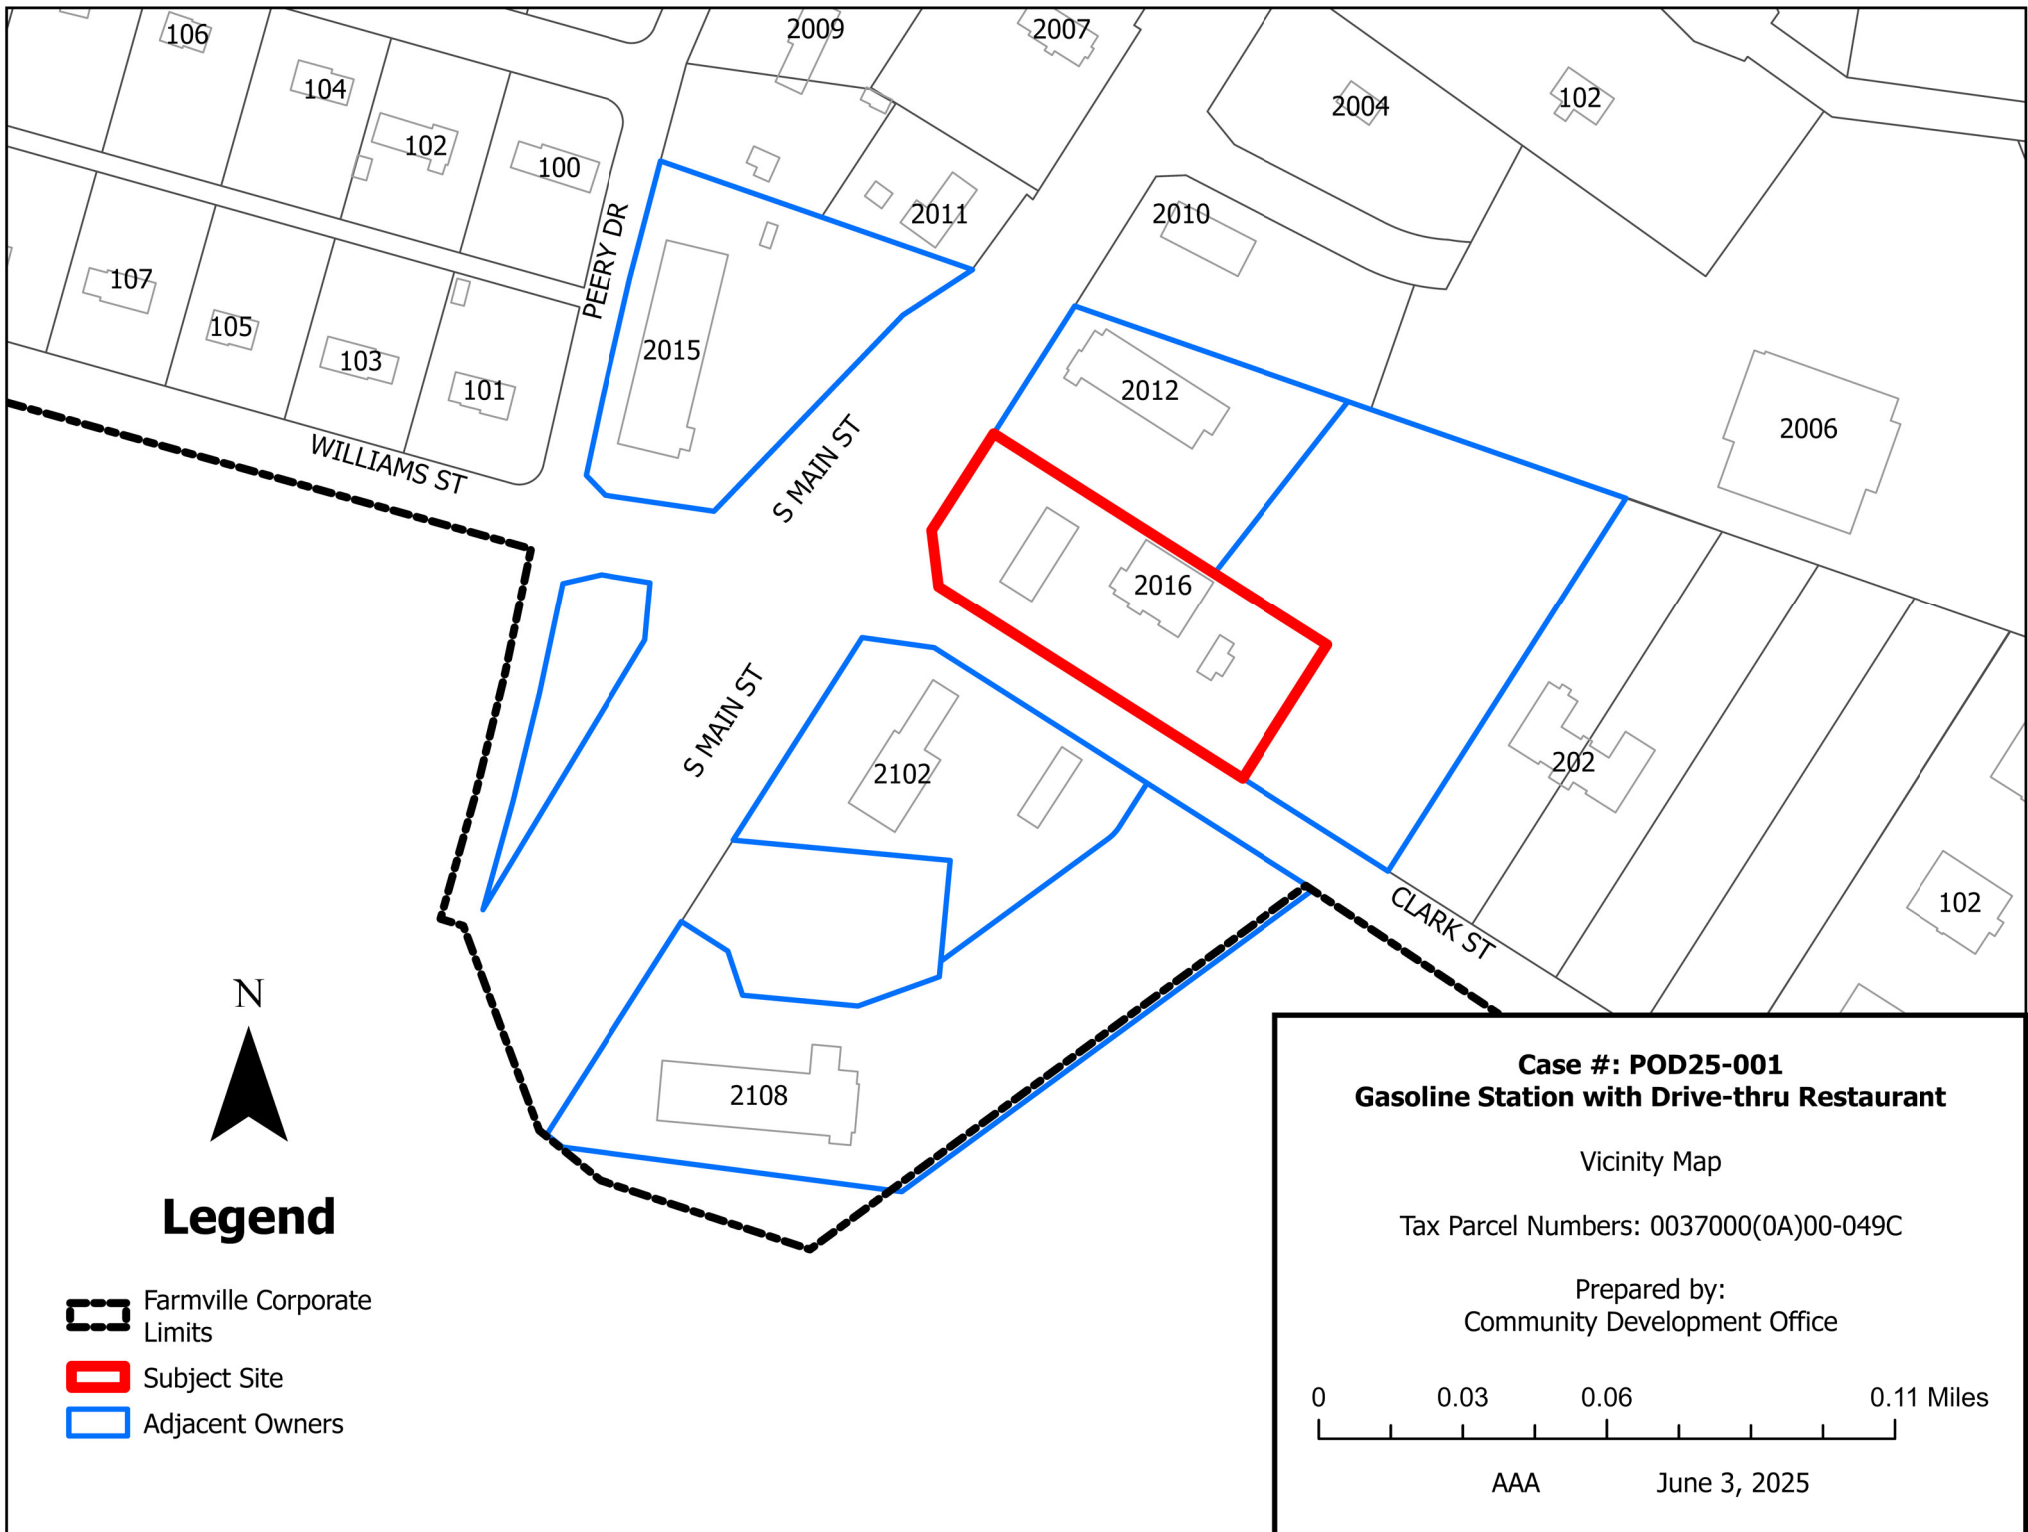 106
2009
2007
104
2004
102
102
100
2011
2010
PEERY DR
107
105
2015
103
101
2012
2006
WILLIAMS ST
S MAIN ST
2016
S MAIN ST
2102
202
CLARK ST
102
2108
N
Legend
Farmville Corporate
Limits
Subject Site
Adjacent Owners
Case #: POD25-001
Gasoline Station with Drive-thru Restaurant
Vicinity Map
Tax Parcel Numbers: 0037000(0A)00-049C
Prepared by:
Community Development Office
0 0.03 0.06 0.11 Miles
AAA June 3, 2025